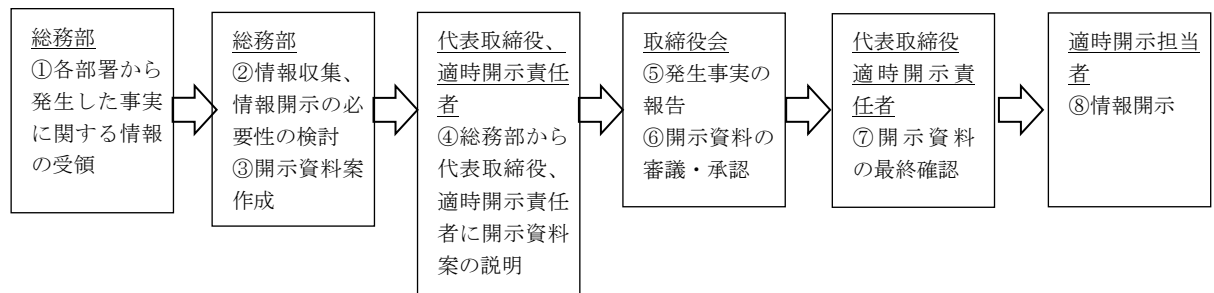 総務部
①各部署から
発生した事実
に関する情報
の受領
総務部
②情報収集、
情報開示の必
要性の検討
③開示資料案
作成
代表取締役、
適時開示責任
者
④総務部から
代表取締役、
適時開示責任
者に開示資料
案の説明
取締役会
⑤発生事実の
報告
⑥開示資料の
審議・承認
代表取締役
適時開示責
任者
⑦開示資料
の最終確認
適時開示担当
者
⑧情報開示